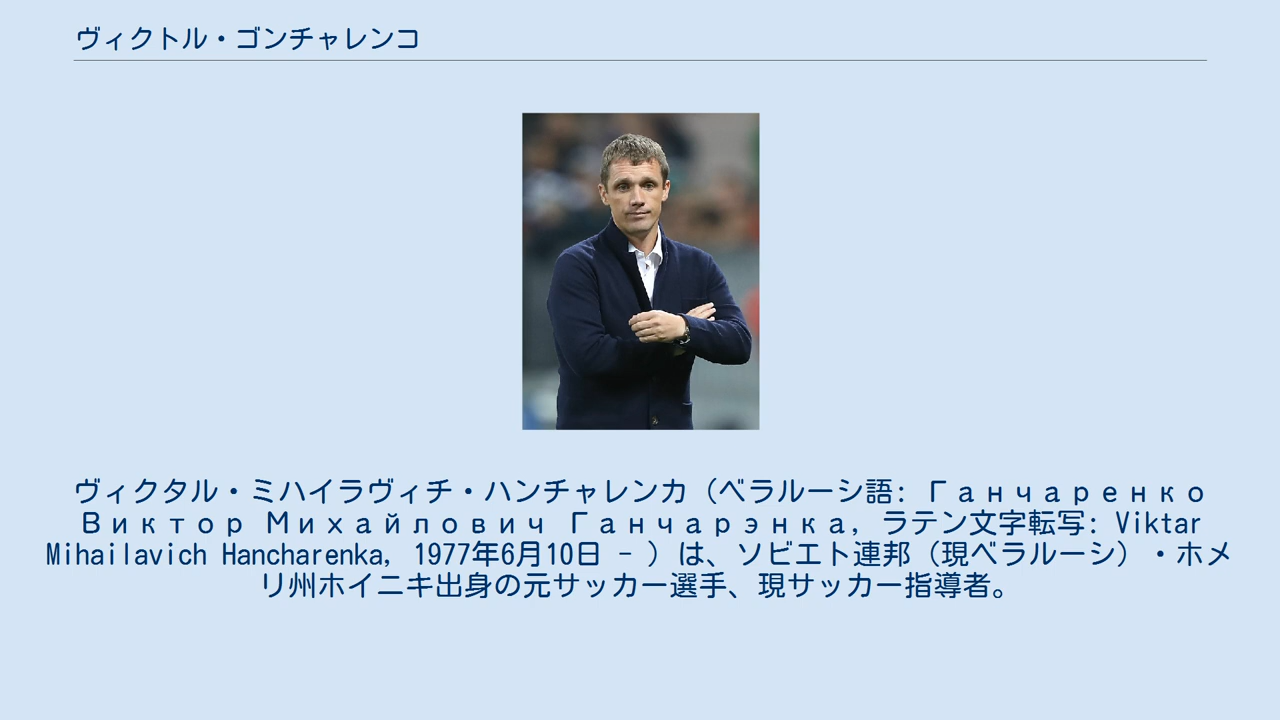 ヴィクトル・ゴンチャレンコ
ヴィクタル・ミハイラヴィチ・ハンチャレンカ（ベラルーシ語: Ганчаренко
Виктор Михайлович Ганчарэнка, ラテン文字転写: Viktar
Mihailavich Hancharenka, 1977年6月10日 - ）は、ソビエト連邦（現ベラルーシ）・ホメ
リ州ホイニキ出身の元サッカー選手、現サッカー指導者。